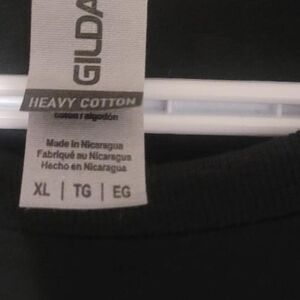 GILDA
HEAVY COTTON
coton / algodón
Made in Nicaragua
Fabriqué au Nicaragua
Hecho en Nicaragua
XL | TG | EG